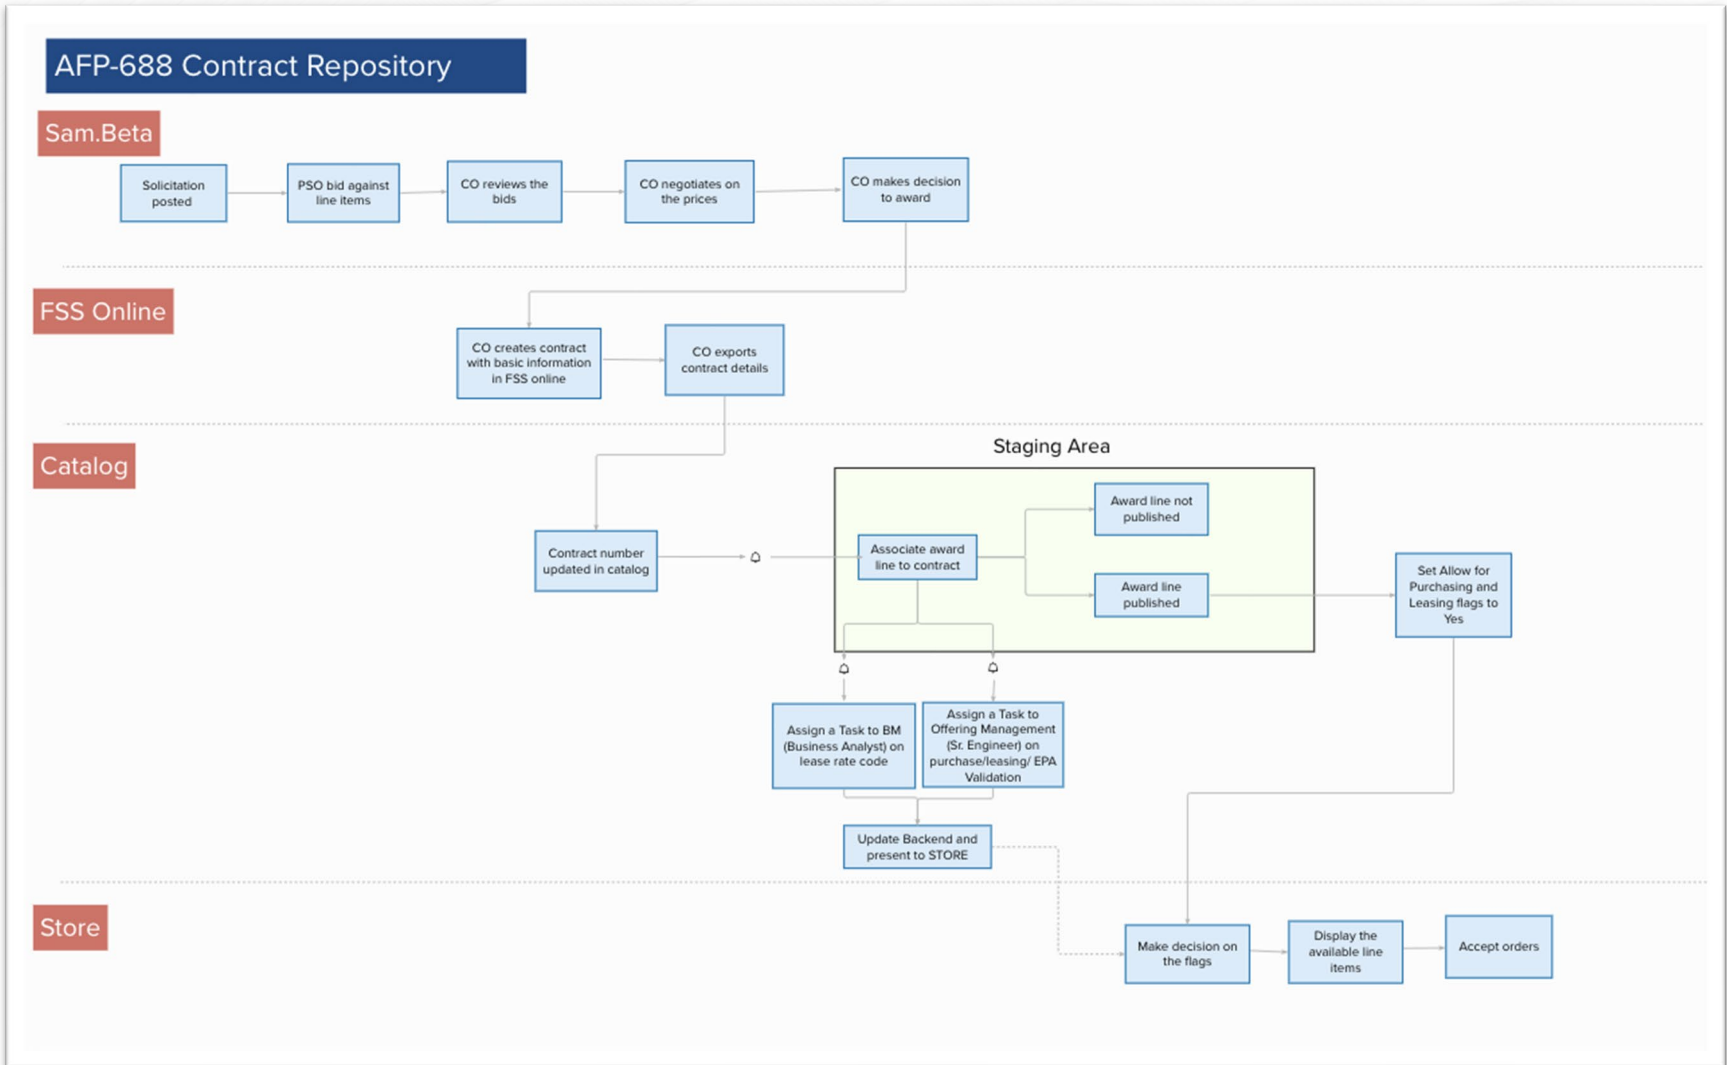 AFP-688 Contract Repository
Sam.Beta
Solicitation
posted
PSO bid against
line items
CO reviews the
bids
CO negotiates on
the prices
CO makes decision
to award
FSS Online
CO creates contract
with basic information
in FSS online
CO exports
contract details
Catalog
Staging Area
Award line not
published
Contract number
updated in catalog
Associate award
line to contract
Award line
published
Set Allow for
Purchasing and
Leasing flags to
Yes
Assign a Task to BM
(Business Analyst) on
lease rate code
Assign a Task to
Offering Management
(Sr. Engineer) on
purchase/leasing/ EPA
Validation
Update Backend and
present to STORE
Store
Make decision on
the flags
Display the
available line
items
Accept orders